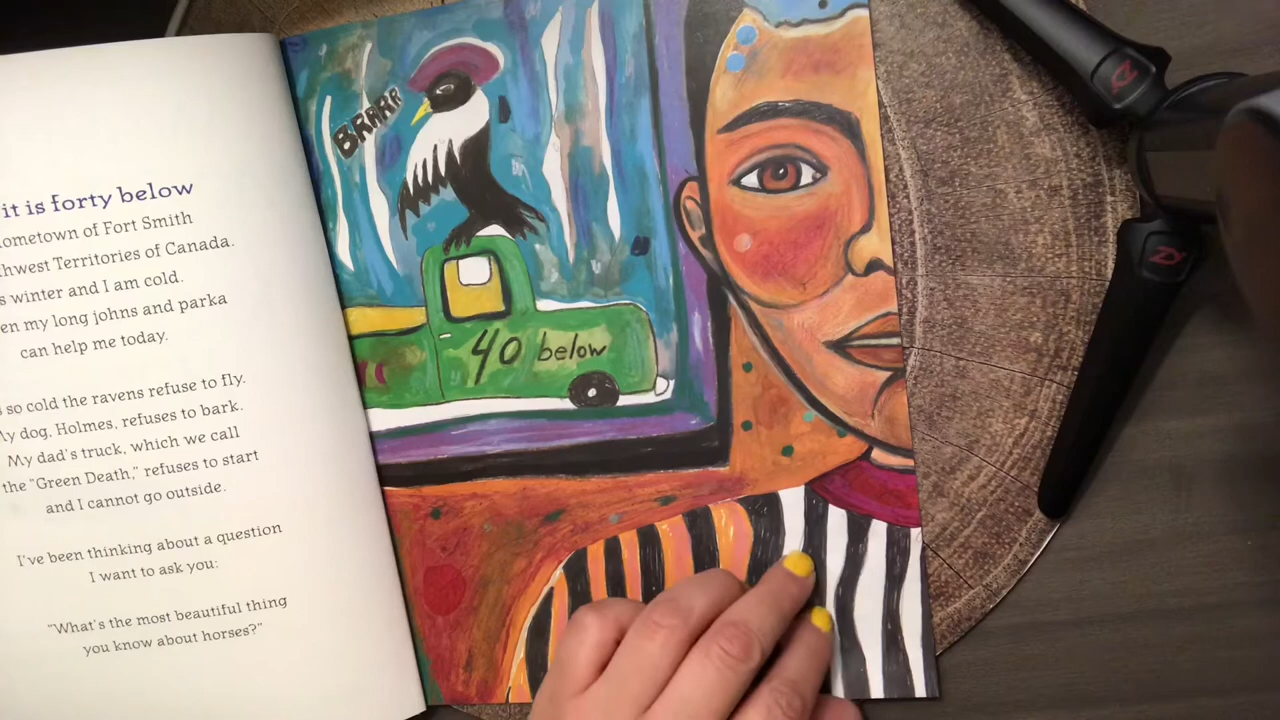 it is forty below
ometown of Fort Smith
hwest Territories of Canada.
s winter and I am cold.
en my long johns and parka
can help me today.
so cold the ravens refuse to fly.
My dog, Holmes, refuses to bark.
My dad's truck, which we call
the "Green Death," refuses to start
and I cannot go outside.
I've been thinking about a question
I want to ask you:
"What's the most beautiful thing
you know about horses?"
BRRRR
40 below